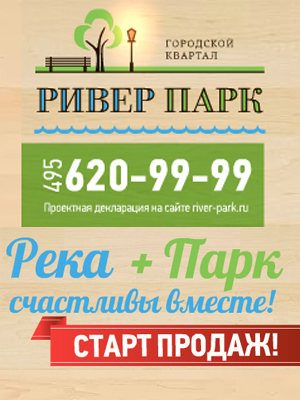 ГОРОДСКОЙ
КВАРТАЛ
РИВЕР ПАРК
495 620-99-99
Проектная декларация на сайте river-park.ru
Река + Парк
счастливы вместе!
СТАРТ ПРОДАЖ!